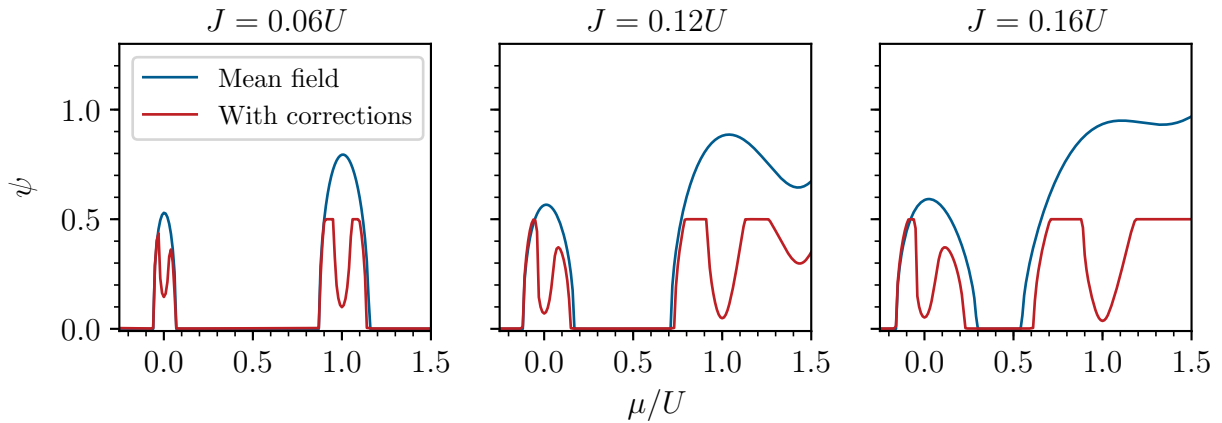 J = 0.06U
J = 0.12U
J = 0.16U
Mean field
With corrections
1.0
0.5
0.0
ψ
0.0 0.5 1.0 1.5
0.0 0.5 1.0 1.5
0.0 0.5 1.0 1.5
μ/U